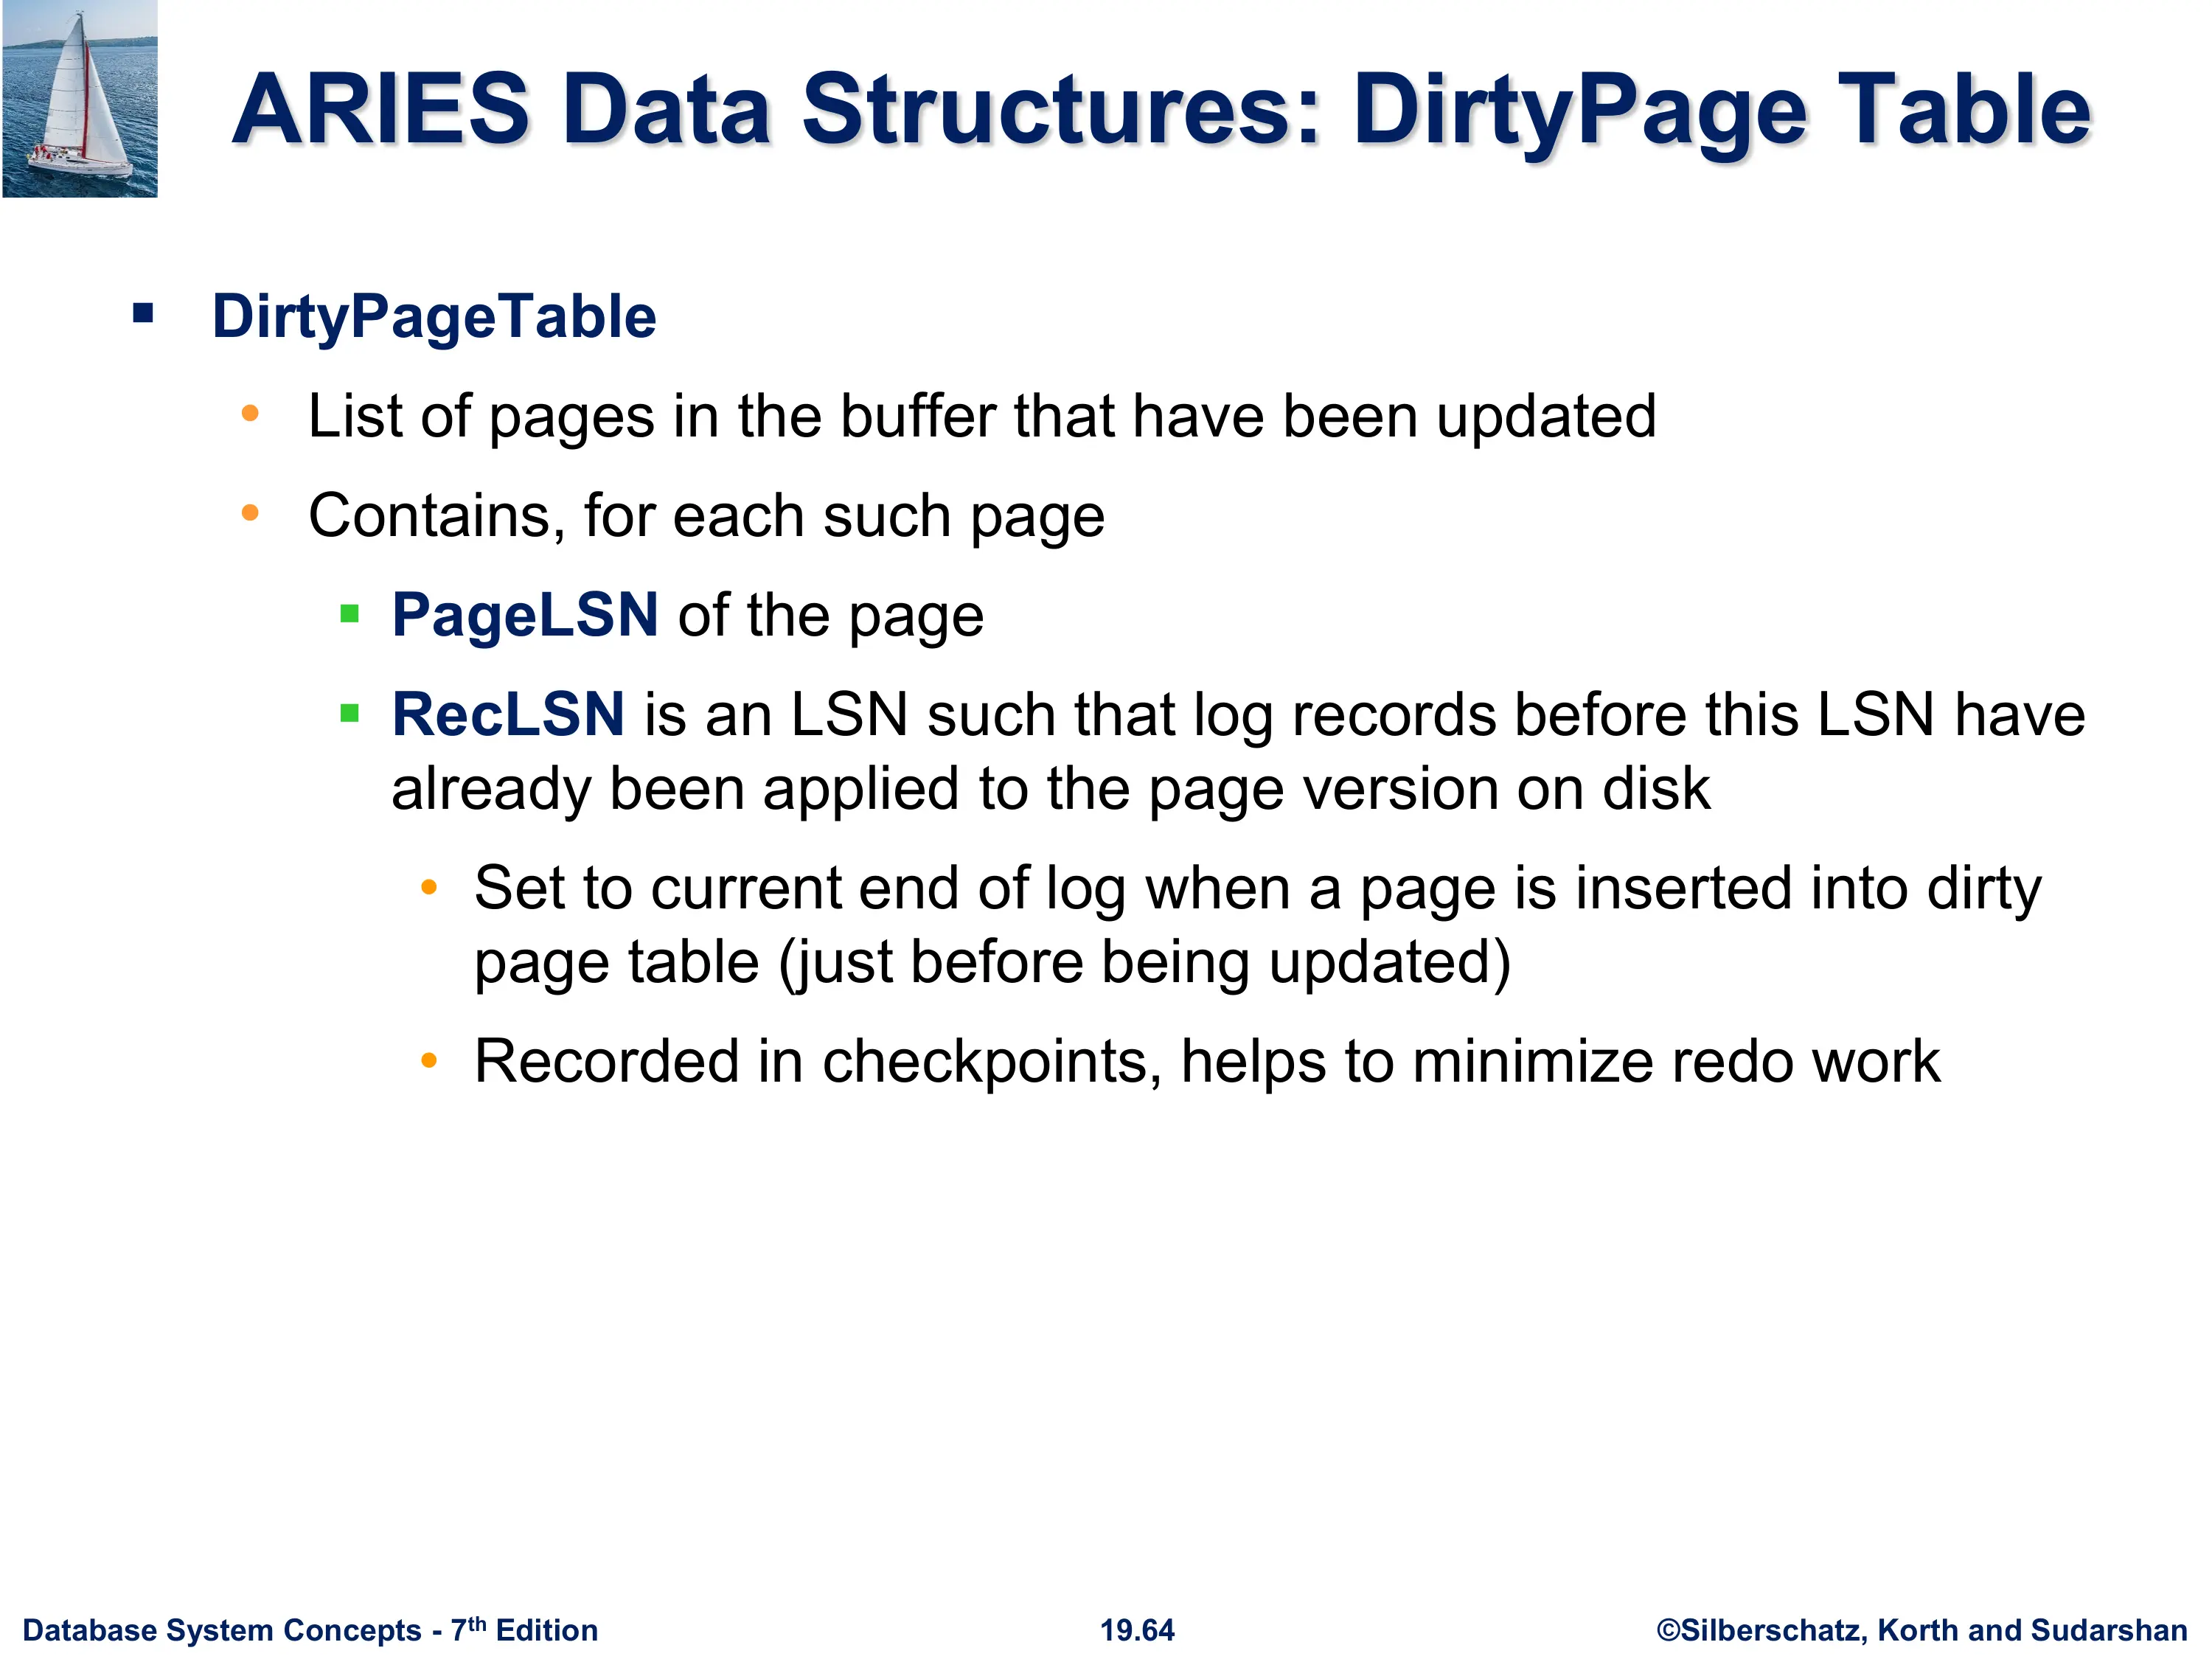 ARIES Data Structures: DirtyPage Table
▪ DirtyPageTable
• List of pages in the buffer that have been updated
• Contains, for each such page
▪ PageLSN of the page
▪ RecLSN is an LSN such that log records before this LSN have
already been applied to the page version on disk
• Set to current end of log when a page is inserted into dirty
page table (just before being updated)
• Recorded in checkpoints, helps to minimize redo work
Database System Concepts - 7th Edition
19.64
©Silberschatz, Korth and Sudarshan